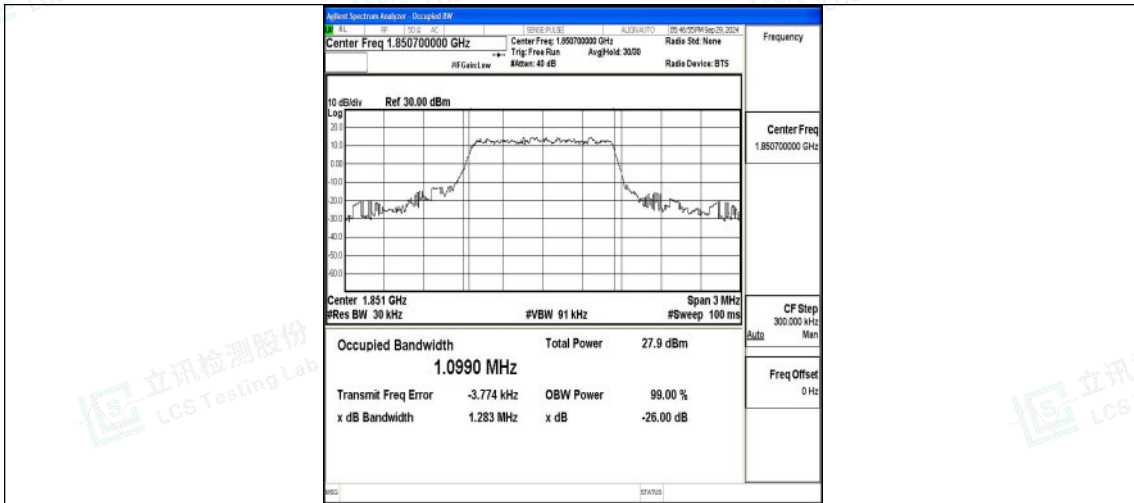 Agilent Spectrum Analyzer - Occupied BW
RL RF 50 Ω AC SENSE:PULSE ALIGNAUTO 05:46:55PM Sep 29, 2024
Center Freq 1.850700000 GHz
Center Freq: 1.850700000 GHz
Radio Std: None
Trig: Free Run Avg|Hold: 30/30
#IFGain:Low #Atten: 40 dB Radio Device: BTS
Frequency
10 dB/div Ref 30.00 dBm
Log
20.0
10.0
0.00
-10.0
-20.0
-30.0
-40.0
-50.0
-60.0
Center 1.851 GHz Span 3 MHz
#Res BW 30 kHz #VBW 91 kHz #Sweep 100 ms
Center Freq
1.850700000 GHz
CF Step
300.000 kHz
Auto Man
Freq Offset
0 Hz
Occupied Bandwidth Total Power 27.9 dBm
1.0990 MHz
Transmit Freq Error -3.774 kHz OBW Power 99.00 %
x dB Bandwidth 1.283 MHz x dB -26.00 dB
MSG STATUS
立讯检测股份
LCS Testing Lab
立讯
LCS